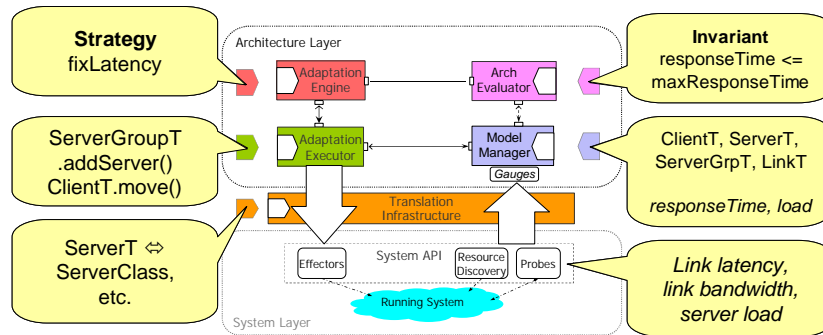 Strategy
fixLatency
Architecture Layer
Invariant
responseTime <=
maxResponseTime
Adaptation
Engine
Arch
Evaluator
ServerGroupT
.addServer()
ClientT.move()
Adaptation
Executor
Model
Manager
Gauges
ClientT, ServerT,
ServerGrpT, LinkT
responseTime, load
Translation
Infrastructure
ServerT ⇔
ServerClass,
etc.
Effectors
System API
Resource
Discovery
Probes
Running System
System Layer
Link latency,
link bandwidth,
server load